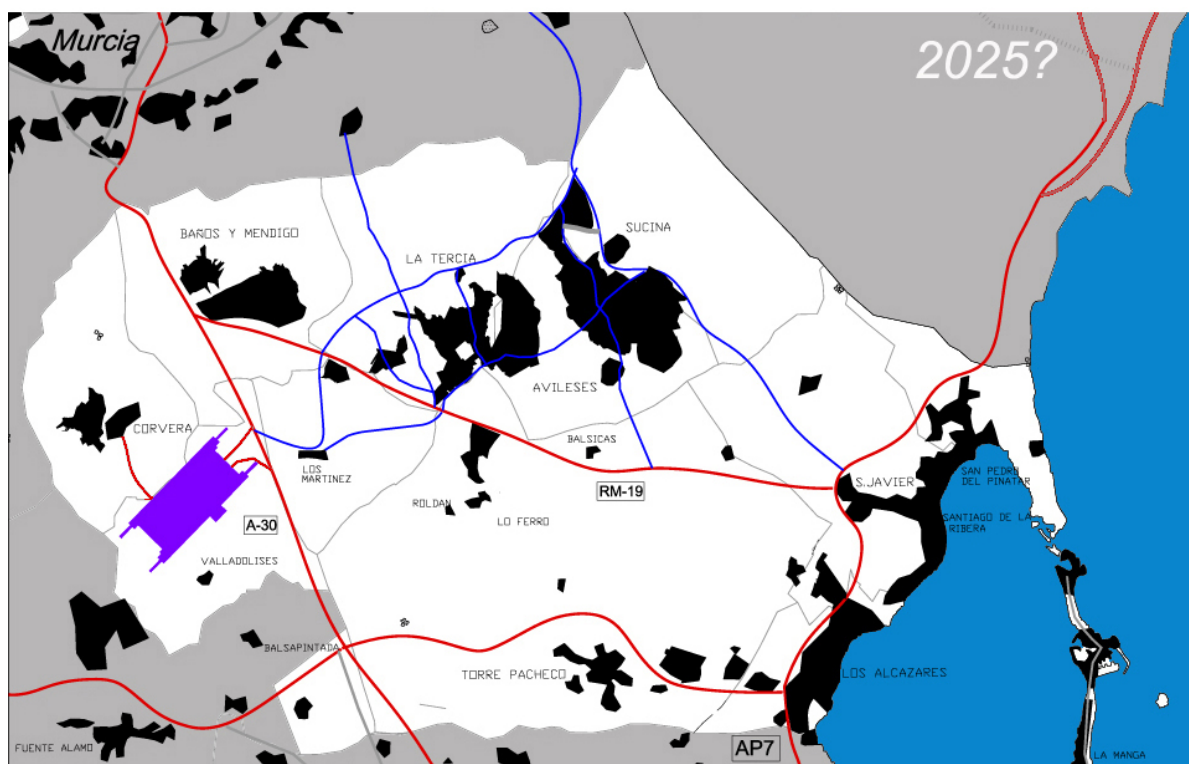 Murcia
2025?
BAÑOS Y MENDIGO
SUCINA
LA TERCIA
AVILESES
CORVERA
BALSICAS
LOS
MARTINEZ
SAN PEDRO
DEL PINATAR
S.JAVIER
RM-19
ROLDAN
LO FERRO
SANTIAGO DE LA
RIBERA
A-30
VALLADOLISES
BALSAPINTADA
TORRE PACHECO
LOS ALCAZARES
FUENTE ALAMO
AP7
LA MANGA